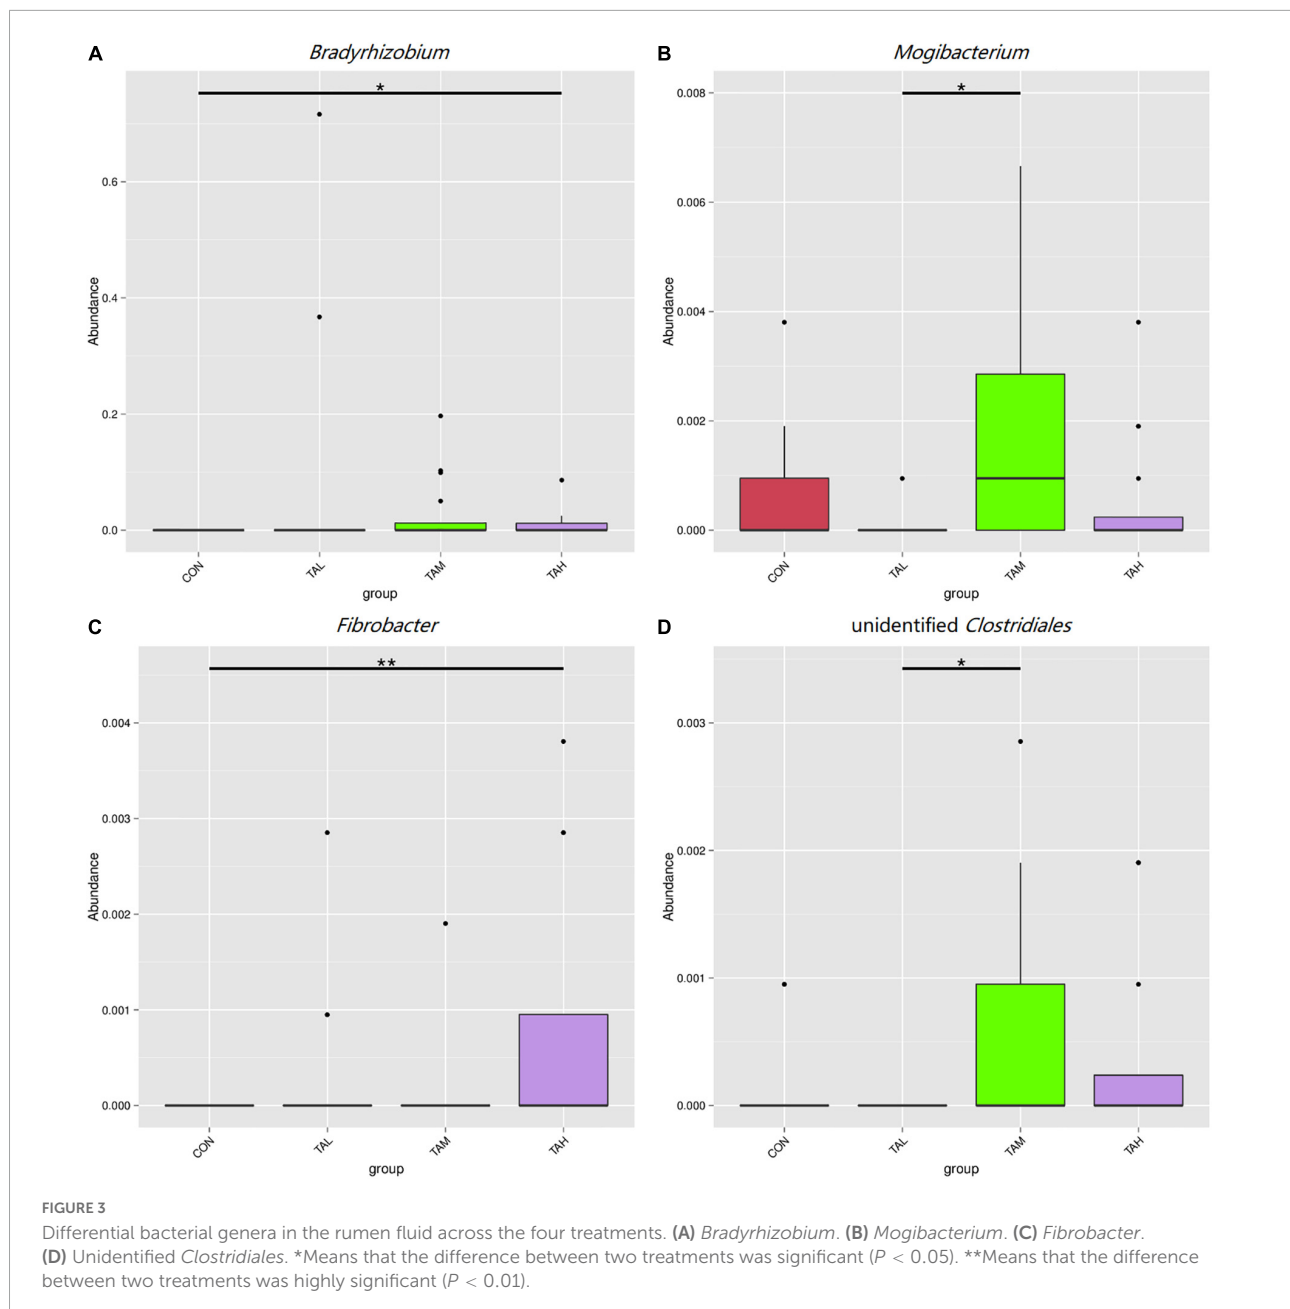 A
Bradyrhizobium
*
0.6
0.4
0.2
0.0
Abundance
CON
TAL
TAM
TAH
group
B
Mogibacterium
*
0.008
0.006
0.004
0.002
0.000
Abundance
CON
TAL
TAM
TAH
group
C
Fibrobacter
**
0.004
0.003
0.002
0.001
0.000
Abundance
CON
TAL
TAM
TAH
group
D
unidentified Clostridiales
*
0.003
0.002
0.001
0.000
Abundance
CON
TAL
TAM
TAH
group
FIGURE 3
Differential bacterial genera in the rumen fluid across the four treatments. (A) Bradyrhizobium. (B) Mogibacterium. (C) Fibrobacter.
(D) Unidentified Clostridiales. *Means that the difference between two treatments was significant (P < 0.05). **Means that the difference
between two treatments was highly significant (P < 0.01).